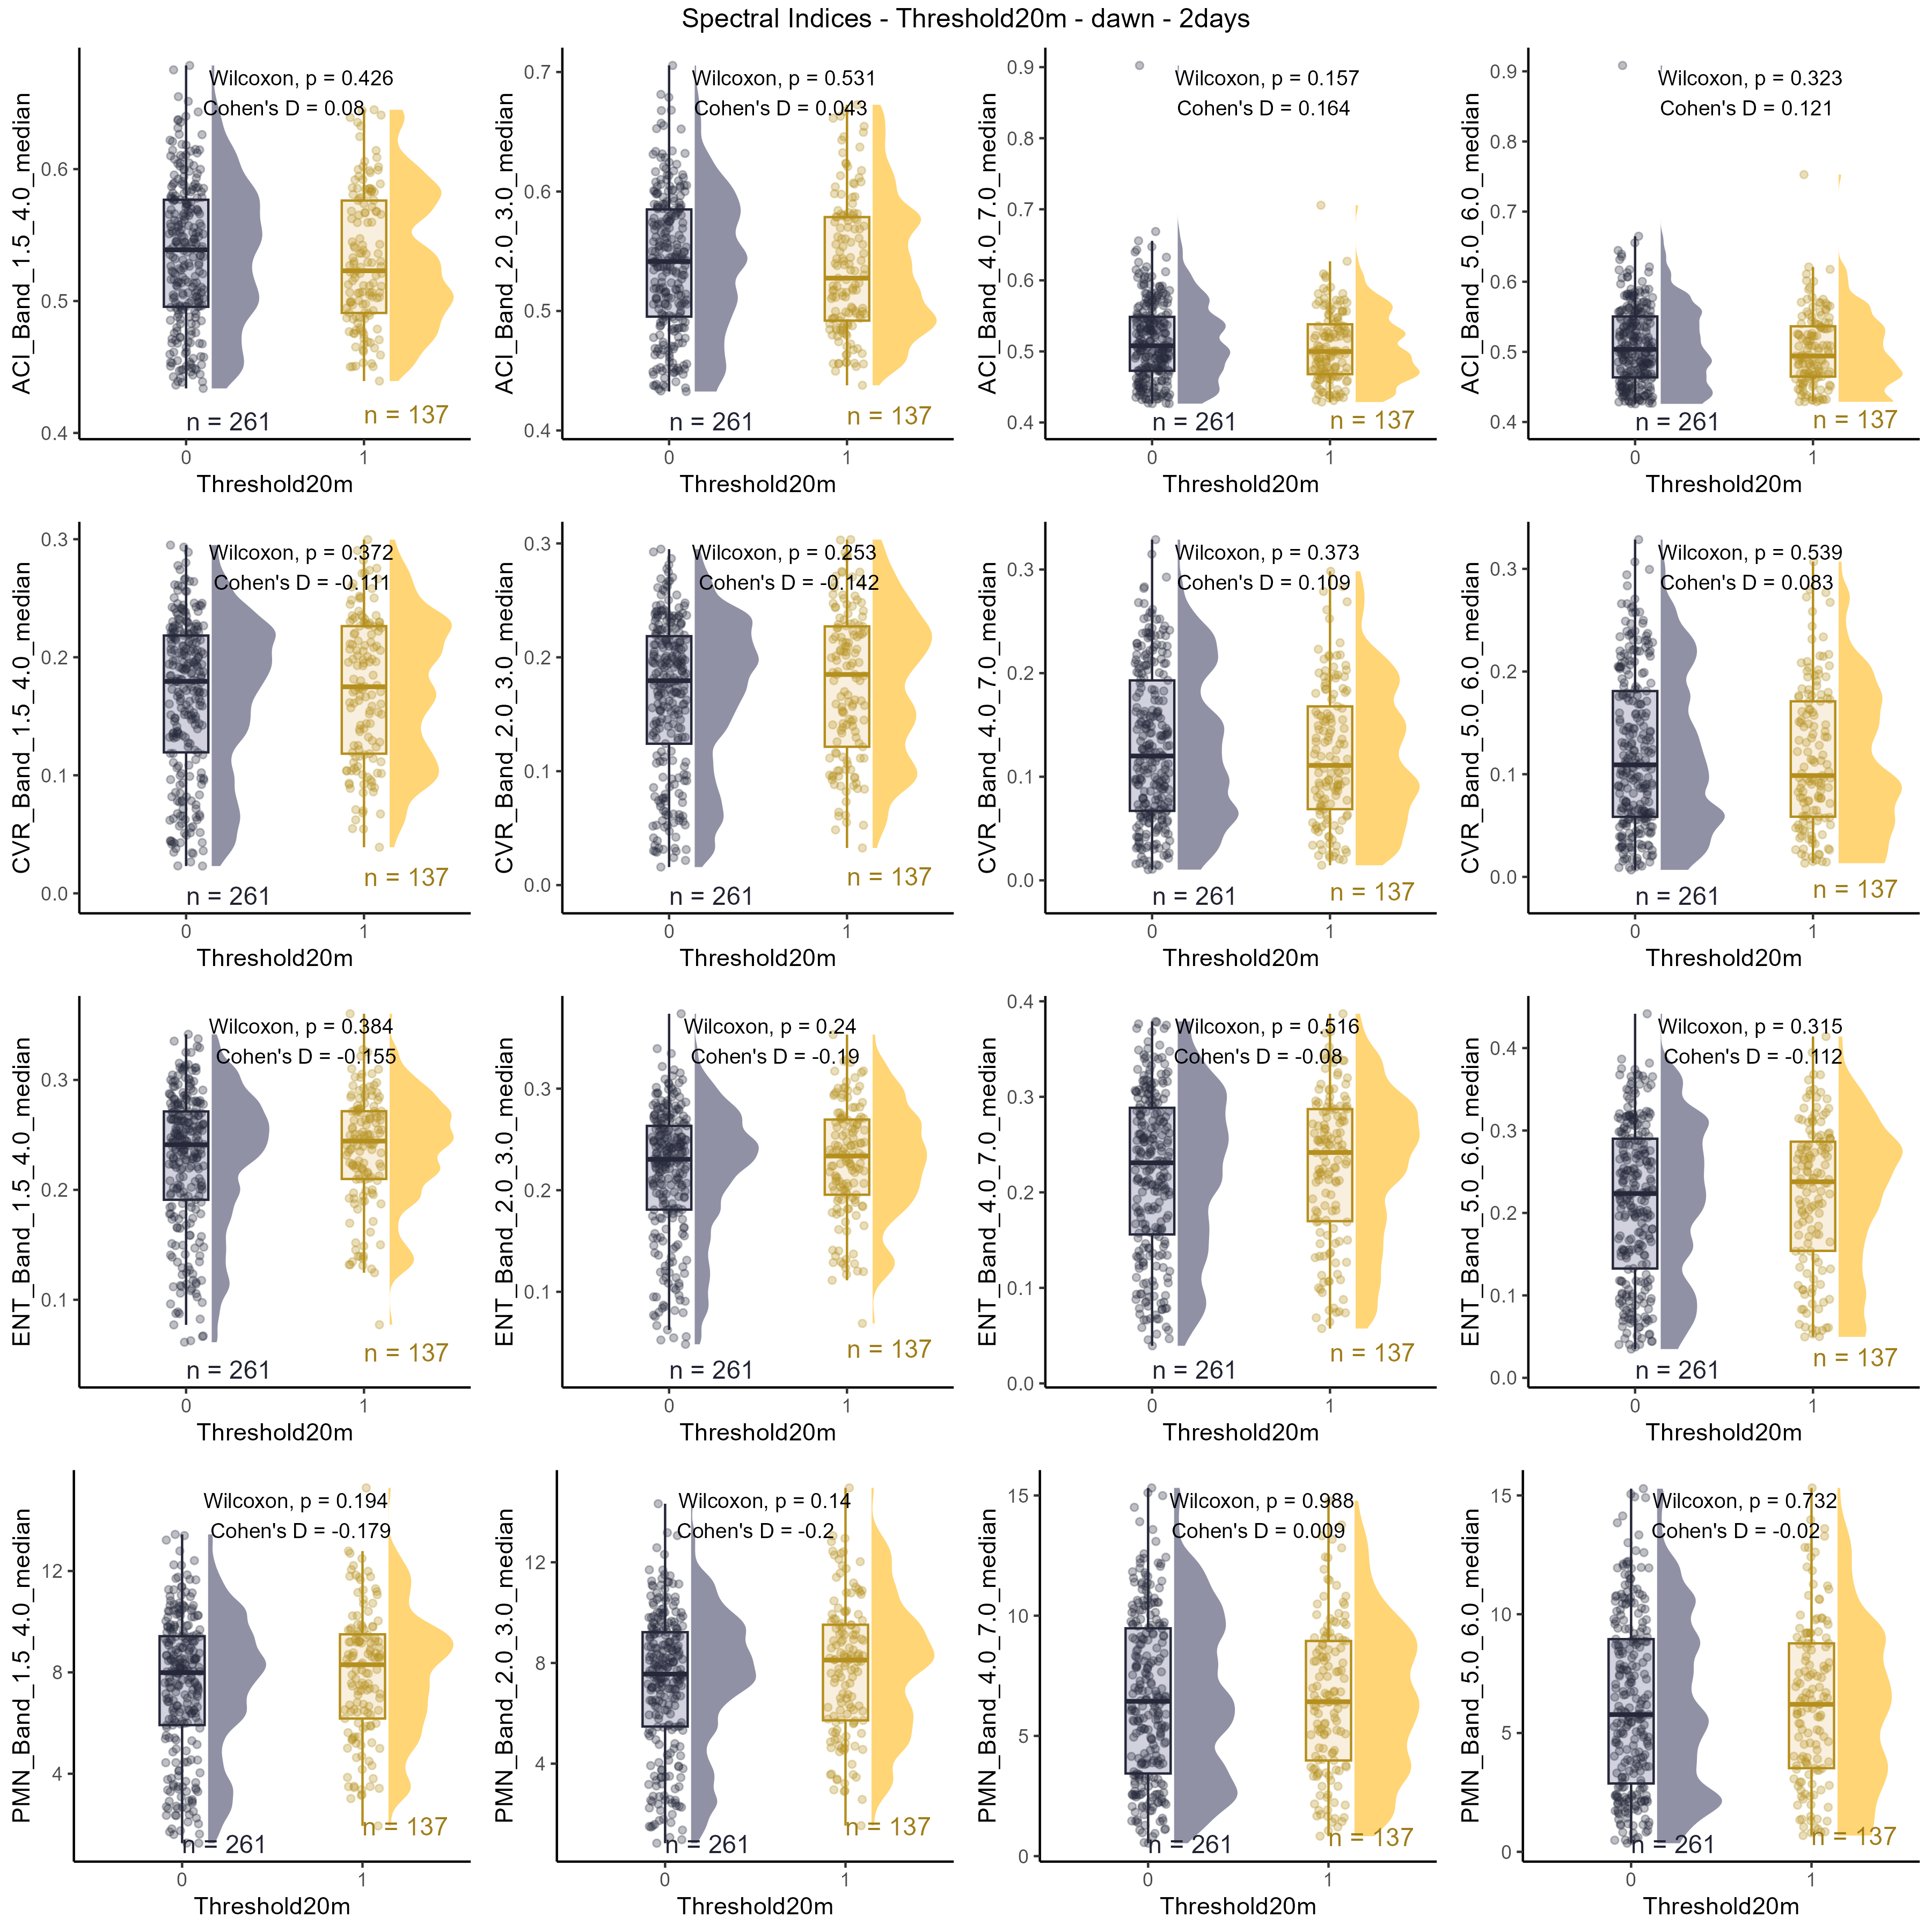 Spectral Indices - Threshold20m - dawn - 2days
ACI_Band_1.5_4.0_median
0.6
0.5
0.4
Wilcoxon, p = 0.426
Cohen's D = 0.08
n = 261
n = 137
0
1
Threshold20m
ACI_Band_2.0_3.0_median
0.7
0.6
0.5
0.4
Wilcoxon, p = 0.531
Cohen's D = 0.043
n = 261
n = 137
0
1
Threshold20m
ACI_Band_4.0_7.0_median
0.9
0.8
0.7
0.6
0.5
0.4
Wilcoxon, p = 0.157
Cohen's D = 0.164
n = 261
n = 137
0
1
Threshold20m
ACI_Band_5.0_6.0_median
0.9
0.8
0.7
0.6
0.5
0.4
Wilcoxon, p = 0.323
Cohen's D = 0.121
n = 261
n = 137
0
1
Threshold20m
CVR_Band_1.5_4.0_median
0.3
0.2
0.1
0.0
Wilcoxon, p = 0.372
Cohen's D = -0.111
n = 261
n = 137
0
1
Threshold20m
CVR_Band_2.0_3.0_median
0.3
0.2
0.1
0.0
Wilcoxon, p = 0.253
Cohen's D = -0.142
n = 261
n = 137
0
1
Threshold20m
CVR_Band_4.0_7.0_median
0.3
0.2
0.1
0.0
Wilcoxon, p = 0.373
Cohen's D = 0.109
n = 261
n = 137
0
1
Threshold20m
CVR_Band_5.0_6.0_median
0.3
0.2
0.1
0.0
Wilcoxon, p = 0.539
Cohen's D = 0.083
n = 261
n = 137
0
1
Threshold20m
ENT_Band_1.5_4.0_median
0.3
0.2
0.1
Wilcoxon, p = 0.384
Cohen's D = -0.155
n = 261
n = 137
0
1
Threshold20m
ENT_Band_2.0_3.0_median
0.3
0.2
0.1
Wilcoxon, p = 0.24
Cohen's D = -0.19
n = 261
n = 137
0
1
Threshold20m
ENT_Band_4.0_7.0_median
0.4
0.3
0.2
0.1
0.0
Wilcoxon, p = 0.516
Cohen's D = -0.08
n = 261
n = 137
0
1
Threshold20m
ENT_Band_5.0_6.0_median
0.4
0.3
0.2
0.1
0.0
Wilcoxon, p = 0.315
Cohen's D = -0.112
n = 261
n = 137
0
1
Threshold20m
PMN_Band_1.5_4.0_median
12
8
4
Wilcoxon, p = 0.194
Cohen's D = -0.179
n = 261
n = 137
0
1
Threshold20m
PMN_Band_2.0_3.0_median
12
8
4
Wilcoxon, p = 0.14
Cohen's D = -0.2
n = 261
n = 137
0
1
Threshold20m
PMN_Band_4.0_7.0_median
15
10
5
0
Wilcoxon, p = 0.988
Cohen's D = 0.009
n = 261
n = 137
0
1
Threshold20m
PMN_Band_5.0_6.0_median
15
10
5
0
Wilcoxon, p = 0.732
Cohen's D = -0.02
n = 261
n = 137
0
1
Threshold20m